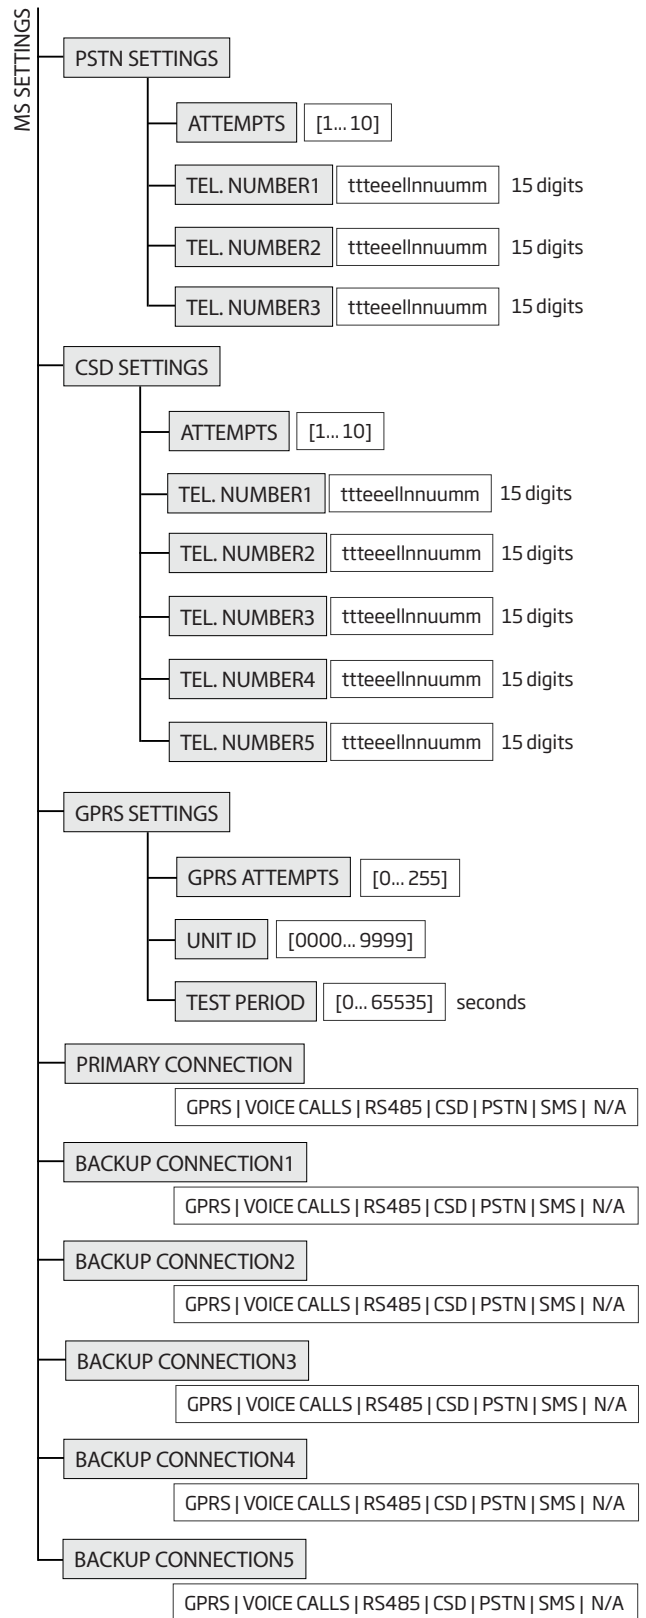 MS SETTINGS
PSTN SETTINGS
ATTEMPTS [1... 10]
TEL. NUMBER1 ttteeellnnuumm 15 digits
TEL. NUMBER2 ttteeellnnuumm 15 digits
TEL. NUMBER3 ttteeellnnuumm 15 digits
CSD SETTINGS
ATTEMPTS [1... 10]
TEL. NUMBER1 ttteeellnnuumm 15 digits
TEL. NUMBER2 ttteeellnnuumm 15 digits
TEL. NUMBER3 ttteeellnnuumm 15 digits
TEL. NUMBER4 ttteeellnnuumm 15 digits
TEL. NUMBER5 ttteeellnnuumm 15 digits
GPRS SETTINGS
GPRS ATTEMPTS [0... 255]
UNIT ID [0000... 9999]
TEST PERIOD [0... 65535] seconds
PRIMARY CONNECTION
GPRS | VOICE CALLS | RS485 | CSD | PSTN | SMS | N/A
BACKUP CONNECTION1
GPRS | VOICE CALLS | RS485 | CSD | PSTN | SMS | N/A
BACKUP CONNECTION2
GPRS | VOICE CALLS | RS485 | CSD | PSTN | SMS | N/A
BACKUP CONNECTION3
GPRS | VOICE CALLS | RS485 | CSD | PSTN | SMS | N/A
BACKUP CONNECTION4
GPRS | VOICE CALLS | RS485 | CSD | PSTN | SMS | N/A
BACKUP CONNECTION5
GPRS | VOICE CALLS | RS485 | CSD | PSTN | SMS | N/A